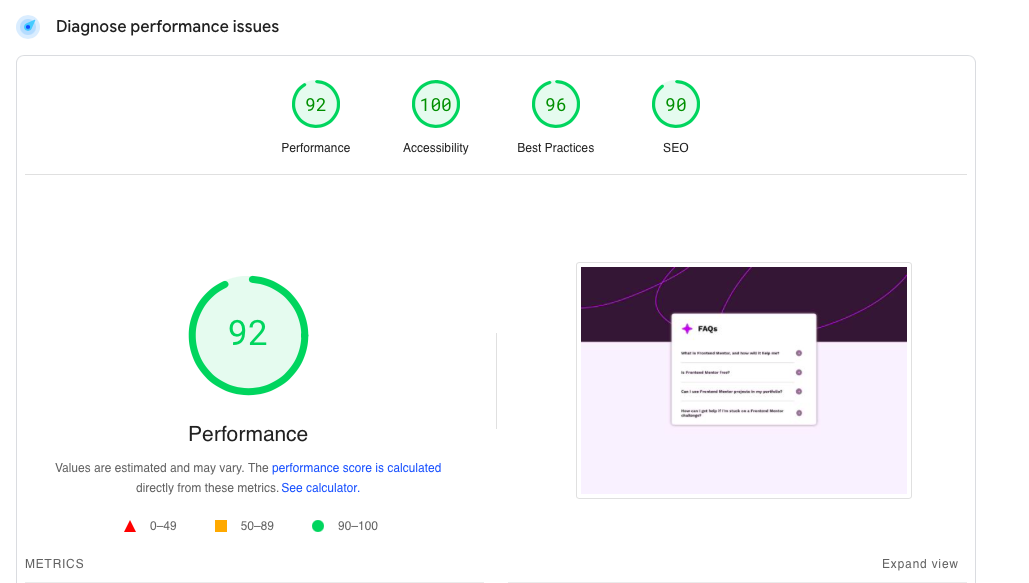 Diagnose performance issues
92 100 96 90
Performance Accessibility Best Practices SEO
92
Performance
Values are estimated and may vary. The performance score is calculated
directly from these metrics. See calculator.
0–49 50–89 90–100
FAQs
What is Frontend Mentor, and how will it help me?
Is Frontend Mentor free?
Can I use Frontend Mentor projects in my portfolio?
How can I get help if I'm stuck on a Frontend Mentor
challenge?
METRICS Expand view